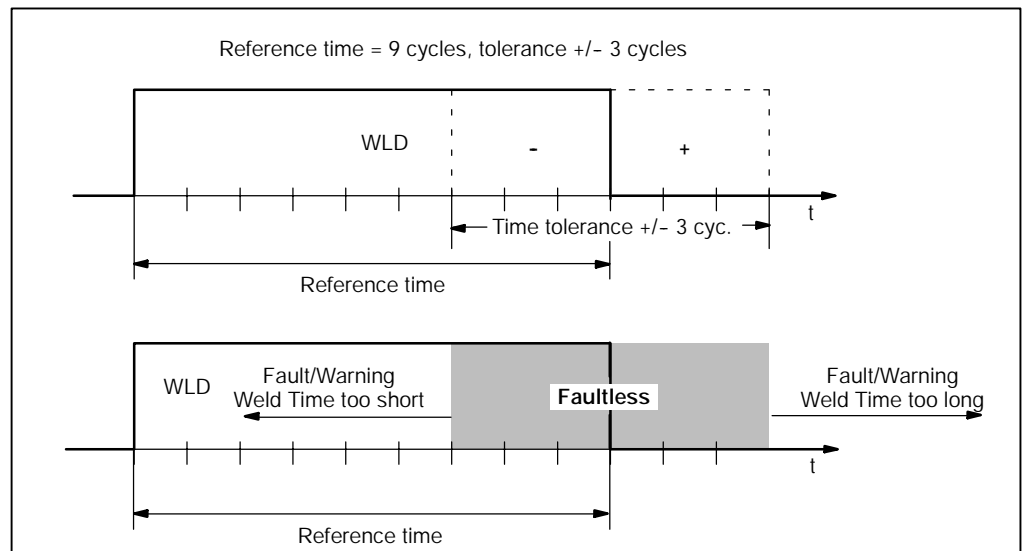 Reference time = 9 cycles, tolerance +/- 3 cycles
WLD
-
+
t
Time tolerance +/- 3 cyc.
Reference time
WLD
Fault/Warning
Weld Time too short
Faultless
Fault/Warning
Weld Time too long
t
Reference time